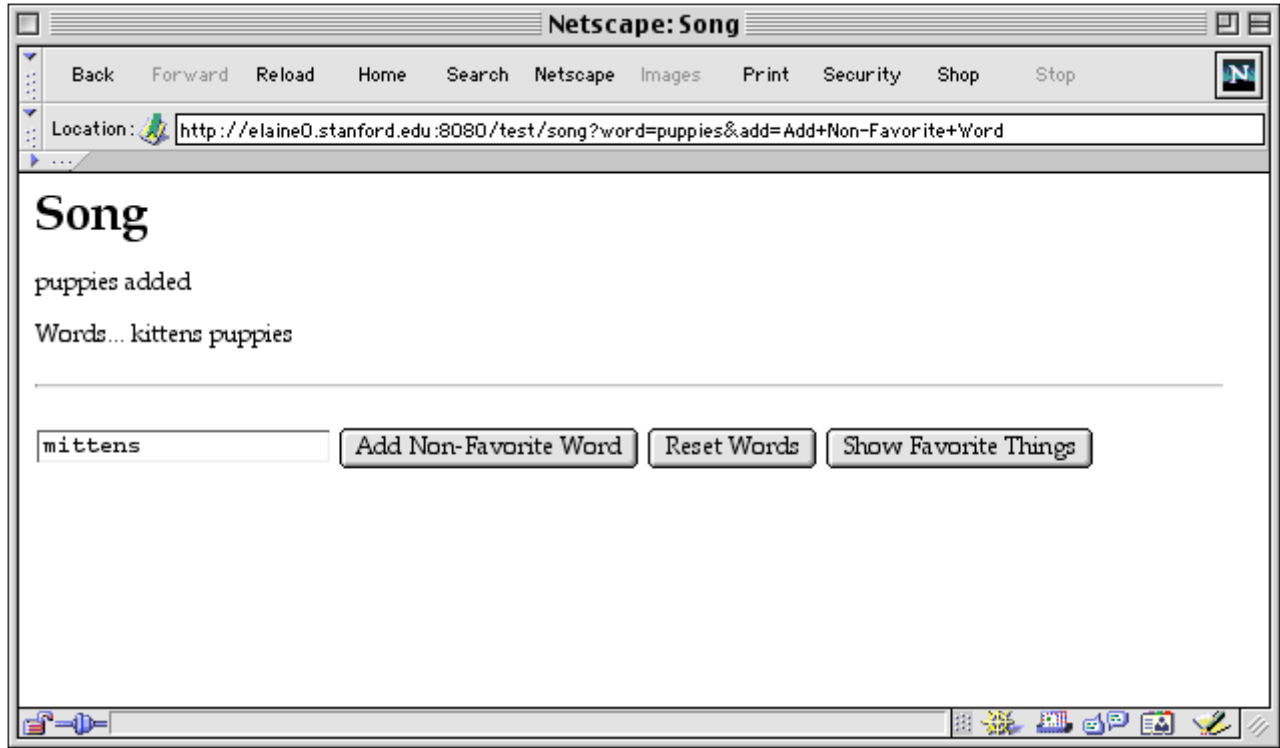 Netscape: Song
Back Forward Reload Home Search Netscape Images Print Security Shop Stop N
Location: http://elaine0.stanford.edu:8080/test/song?word=puppies&add=Add+Non-Favorite+Word
...
Song
puppies added
Words... kittens puppies
mittens Add Non-Favorite Word Reset Words Show Favorite Things